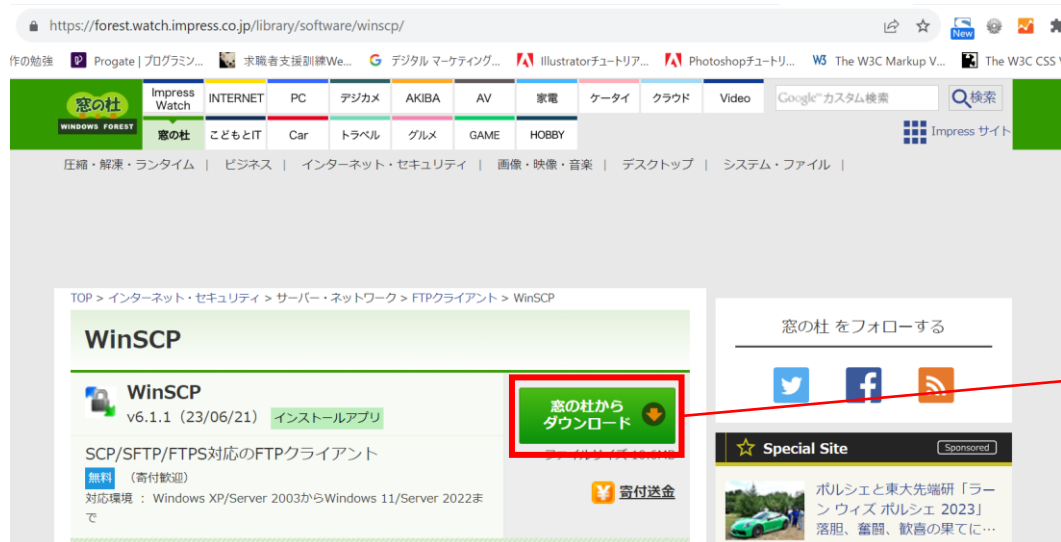 https://forest.watch.impress.co.jp/library/software/winscp/
New
作の勉強 Progate | プログラミン... 求職者支援訓練We... デジタル マーケティング... Illustratorチュートリア... Photoshopチュートリ... The W3C Markup V... The W3C CSS
窓の杜
WINDOWS FOREST
Impress Watch INTERNET PC デジカメ AKIBA AV 家電 ケータイ クラウド Video Google カスタム検索 検索
窓の杜 こどもとIT Car トラベル グルメ GAME HOBBY Impress サイト
圧縮・解凍・ランタイム | ビジネス | インターネット・セキュリティ | 画像・映像・音楽 | デスクトップ | システム・ファイル |
TOP > インターネット・セキュリティ > サーバー・ネットワーク > FTPクライアント > WinSCP
WinSCP
WinSCP
v6.1.1（23/06/21） インストールアプリ
窓の杜から
ダウンロード
SCP/SFTP/FTPS対応のFTPクライアント
無料 （寄付歓迎）
対応環境 ： Windows XP/Server 2003からWindows 11/Server 2022ま
で
寄付送金
窓の杜 をフォローする
Special Site Sponsored
ポルシェと東大先端研「ラー
ン ウィズ ポルシェ 2023」
落胆、奮闘、歓喜の果てに…